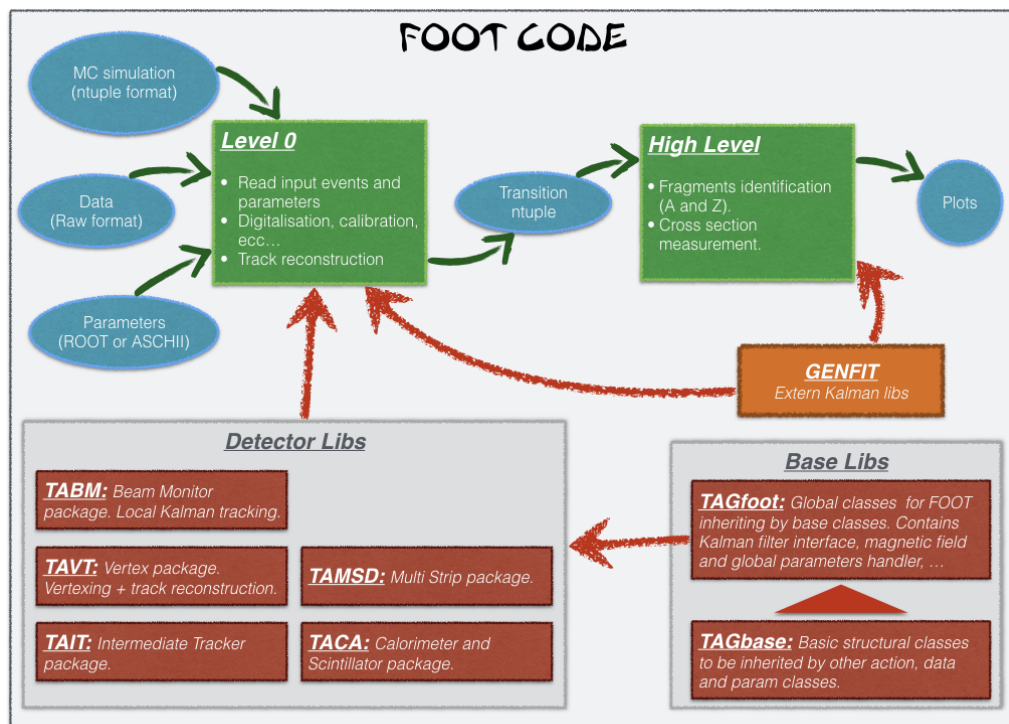 FOOT CODE
MC simulation
(ntuple format)
Data
(Raw format)
Parameters
(ROOT or ASCHII)
Level 0
• Read input events and
parameters
• Digitalisation, calibration,
ecc…
• Track reconstruction
Transition
ntuple
High Level
• Fragments identification
(A and Z).
• Cross section
measurement.
Plots
GENFIT
Extern Kalman libs
Detector Libs
TABM: Beam Monitor
package. Local Kalman tracking.
TAVT: Vertex package.
Vertexing + track reconstruction.
TAIT: Intermediate Tracker
package.
TAMSD: Multi Strip package.
TACA: Calorimeter and
Scintillator package.
Base Libs
TAGfoot: Global classes for FOOT
inheriting by base classes. Contains
Kalman filter interface, magnetic field
and global parameters handler, …
TAGbase: Basic structural classes
to be inherited by other action, data
and param classes.